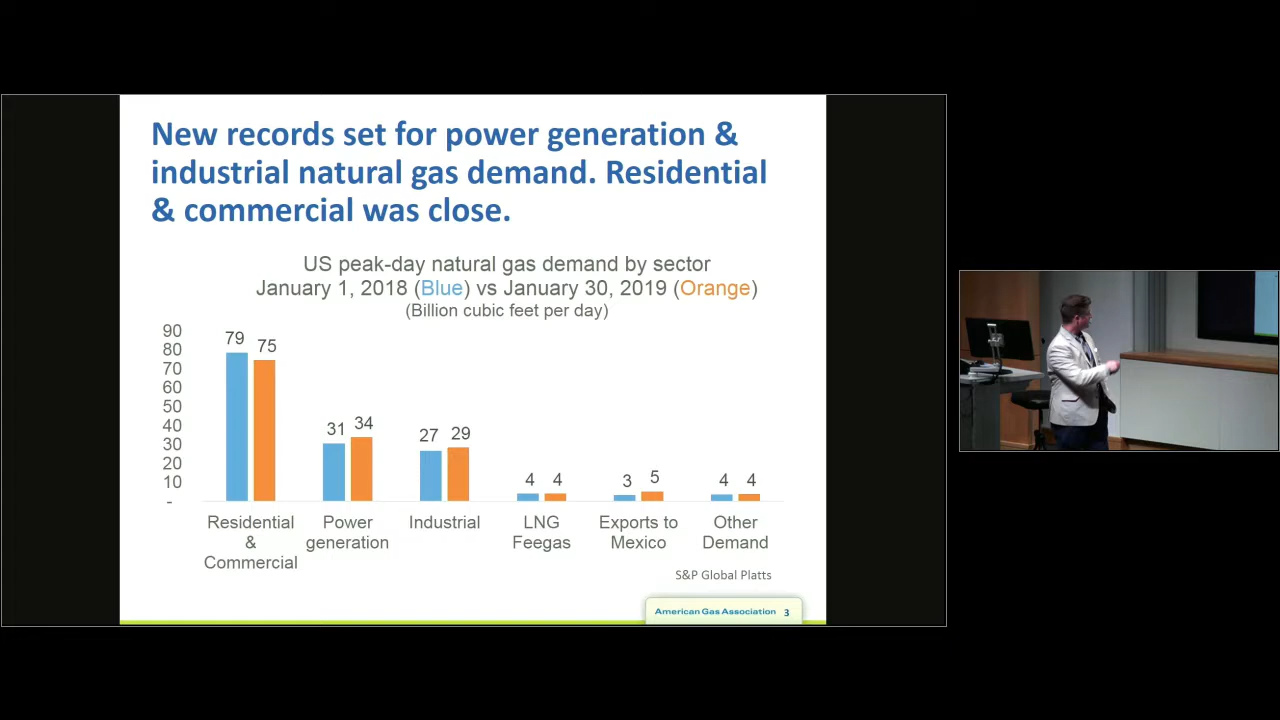 New records set for power generation &
industrial natural gas demand. Residential
& commercial was close.
US peak-day natural gas demand by sector
January 1, 2018 (Blue) vs January 30, 2019 (Orange)
(Billion cubic feet per day)
90
80
70
60
50
40
30
20
10
-
79 75
31 34
27 29
4 4
3 5
4 4
Residential
&
Commercial
Power
generation
Industrial
LNG
Feegas
Exports to
Mexico
Other
Demand
S&P Global Platts
American Gas Association 3